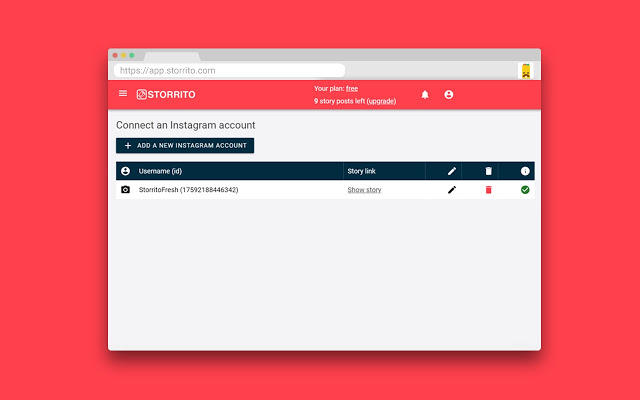 https://app.storrito.com
STORRITO
Your plan: free
9 story posts left (upgrade)
Connect an Instagram account
+ ADD A NEW INSTAGRAM ACCOUNT
Username (id) Story link
StorritoFresh (17592188446342) Show story